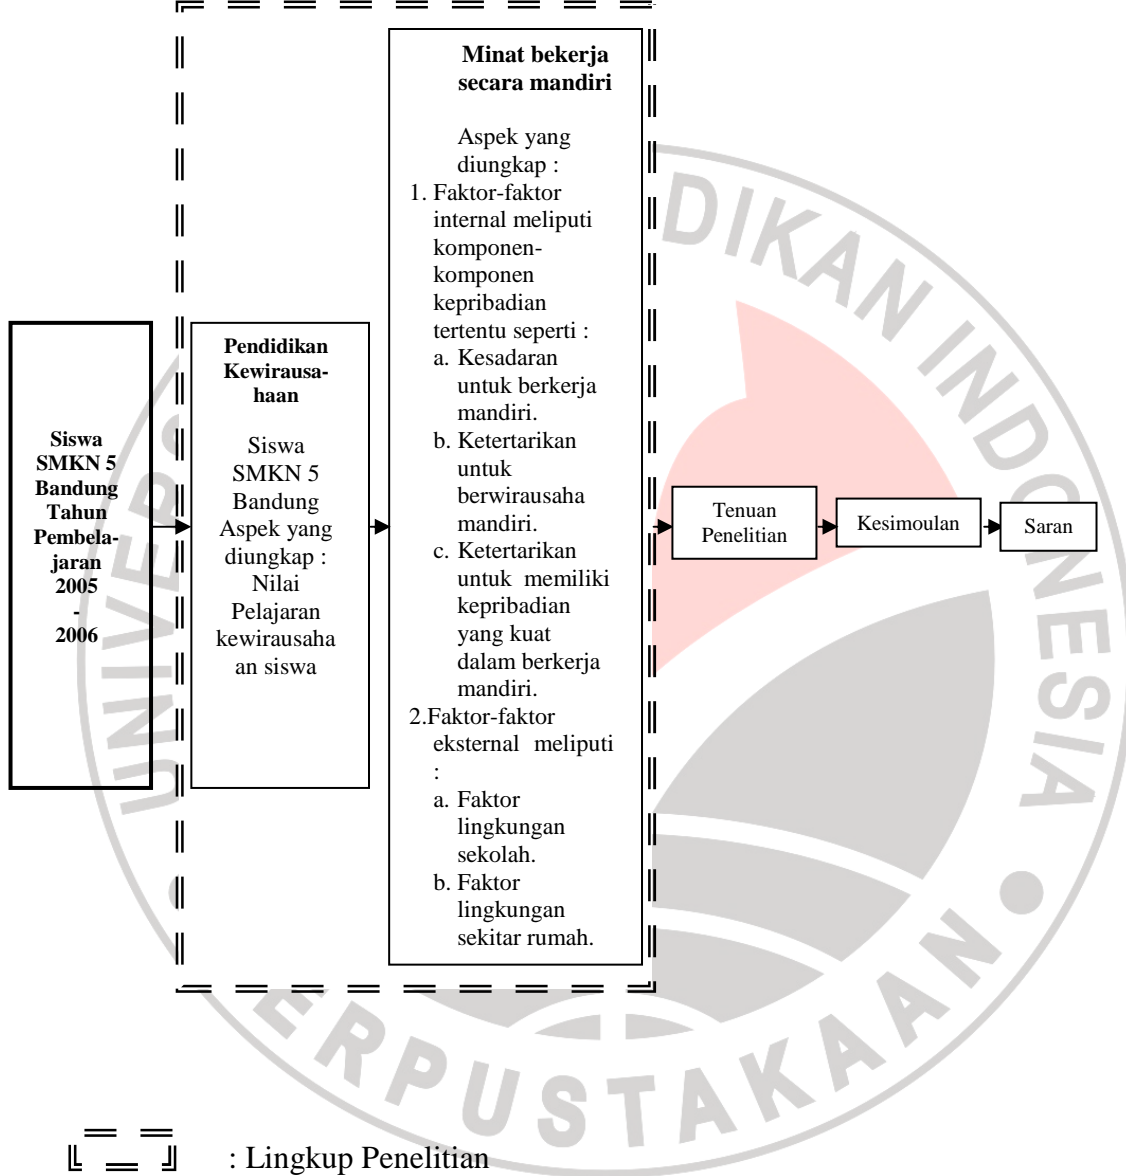 Siswa
SMKN 5
Bandung
Tahun
Pembela-
jaran
2005
-
2006
Pendidikan
Kewirausa-
haan
Siswa
SMKN 5
Bandung
Aspek yang
diungkap :
Nilai
Pelajaran
kewirausaha
an siswa
Minat bekerja
secara mandiri
Aspek yang
diungkap :
1. Faktor-faktor
internal meliputi
komponen-
komponen
kepribadian
tertentu seperti :
a. Kesadaran
untuk berkerja
mandiri.
b. Ketertarikan
untuk
berwirausaha
mandiri.
c. Ketertarikan
untuk memiliki
kepribadian
yang kuat
dalam berkerja
mandiri.
2.Faktor-faktor
eksternal meliputi
:
a. Faktor
lingkungan
sekolah.
b. Faktor
lingkungan
sekitar rumah.
Tenuan
Penelitian
Kesimoulan
Saran
: Lingkup Penelitian
DIKAN INDONESIA
UNIVER
ERPUSTAKAAN